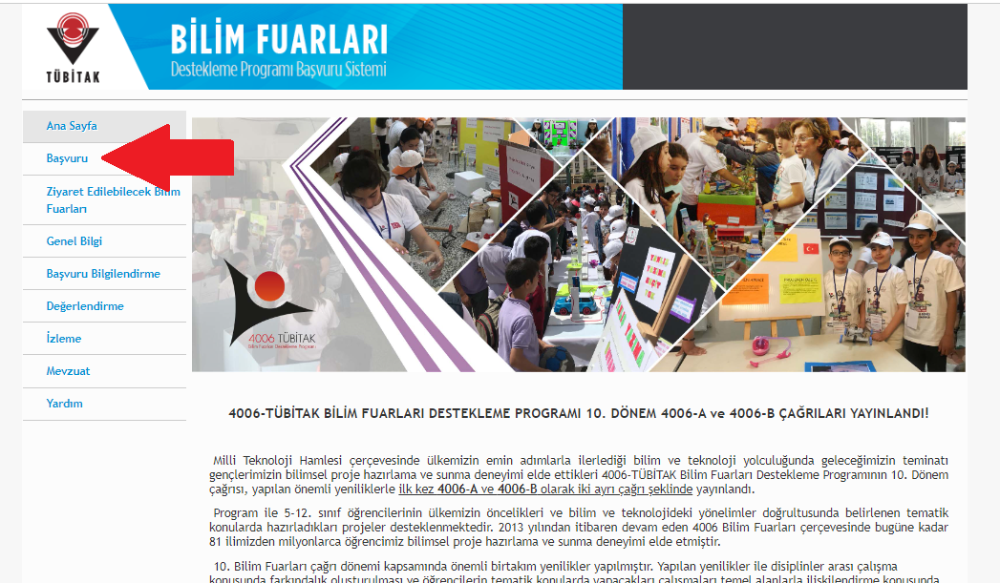 TÜBİTAK
BİLİM FUARLARI
Destekleme Programı Başvuru Sistemi
Ana Sayfa
Başvuru
Ziyaret Edilebilecek Bilim
Fuarları
Genel Bilgi
Başvuru Bilgilendirme
Değerlendirme
İzleme
Mevzuat
Yardım
4006 TÜBİTAK
Bilim Fuarları Destekleme Programı
4006-TÜBİTAK BİLİM FUARLARI DESTEKLEME PROGRAMI 10. DÖNEM 4006-A ve 4006-B ÇAĞRILARI YAYINLANDI!
Milli Teknoloji Hamlesi çerçevesinde ülkemizin emin adımlarla ilerlediği bilim ve teknoloji yolculuğunda geleceğimizin teminatı
gençlerimizin bilimsel proje hazırlama ve sunma deneyimi elde ettikleri 4006-TÜBİTAK Bilim Fuarları Destekleme Programının 10. Dönem
çağrısı, yapılan önemli yeniliklerle ilk kez 4006-A ve 4006-B olarak iki ayrı çağrı şeklinde yayınlandı.
Program ile 5-12. sınıf öğrencilerinin ülkemizin öncelikleri ve bilim ve teknolojideki yönelimler doğrultusunda belirlenen tematik
konularda hazırladıkları projeler desteklenmektedir. 2013 yılından itibaren devam eden 4006 Bilim Fuarları çerçevesinde bugüne kadar
81 ilimizden milyonlarca öğrencimiz bilimsel proje hazırlama ve sunma deneyimi elde etmiştir.
10. Bilim Fuarları çağrı dönemi kapsamında önemli birtakım yenilikler yapılmıştır. Yapılan yenilikler ile disiplinler arası çalışma
konusunda farkındalık oluşturulması ve öğrencilerin tematik konularda yapacakları çalışmaları temel alanlarla ilişkilendirme konusunda